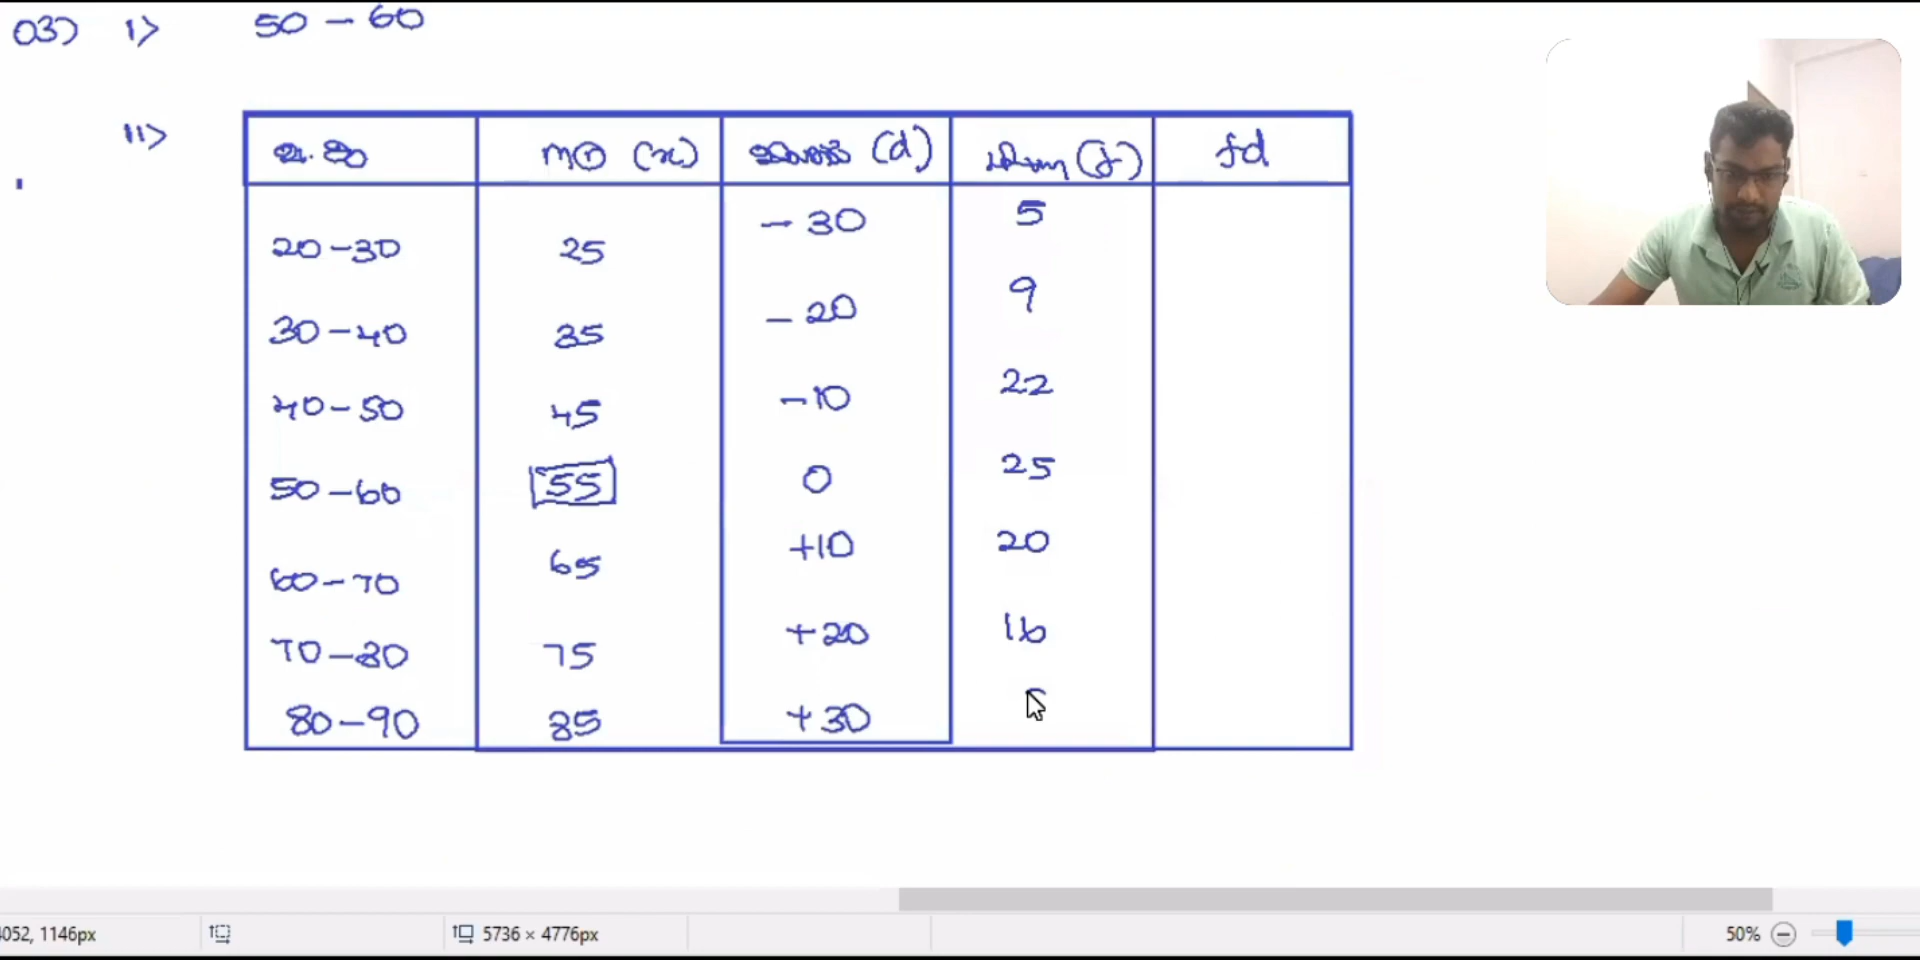 03) i) 50 - 60
ii)
(x) (d) (f) fd
20 - 30 25 - 30 5
30 - 40 35 - 20 9
40 - 50 45 - 10 22
50 - 60 55 0 25
60 - 70 65 +10 20
70 - 80 75 +20 16
80 - 90 85 +30
4052, 1146px 5736 × 4776px 50%